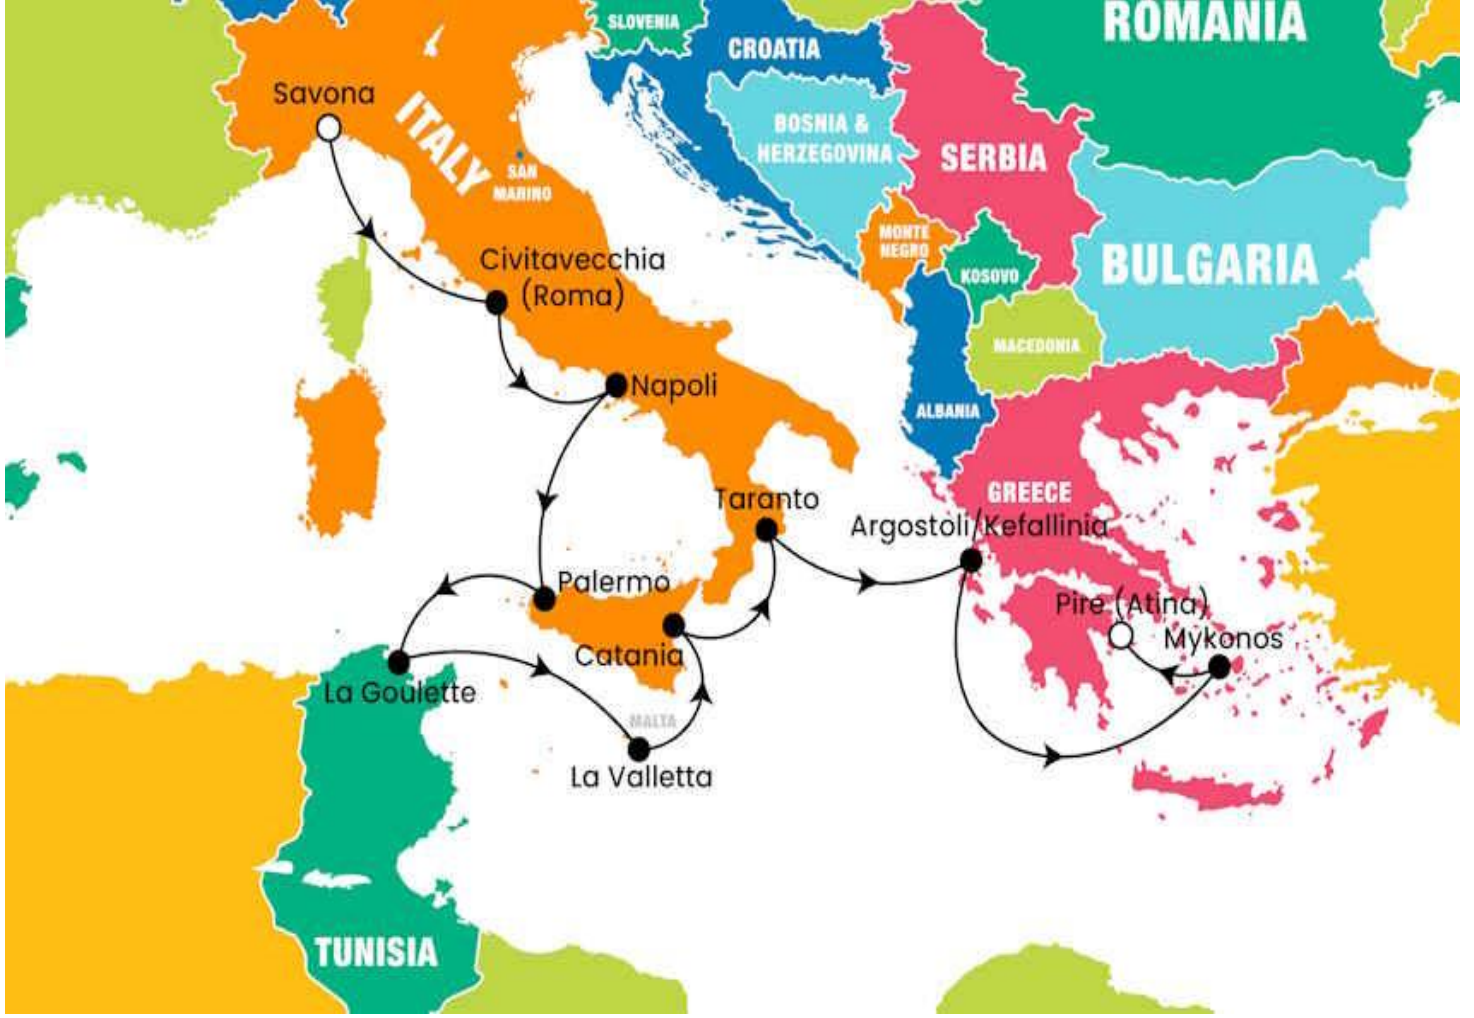 ROMANIA
SLOVENIA
CROATIA
Savona
ITALY
BOSNIA &
HERZEGOVINA
SERBIA
SAN
MARINO
MONTE
NEGRO
KOSOVO
BULGARIA
Civitavecchia
(Roma)
MACEDONIA
Napoli
ALBANIA
Taranto
GREECE
Argostoli/Kefallinia
Palermo
Pire (Atina)
Mykonos
Catania
La Goulette
MALTA
La Valletta
TUNISIA